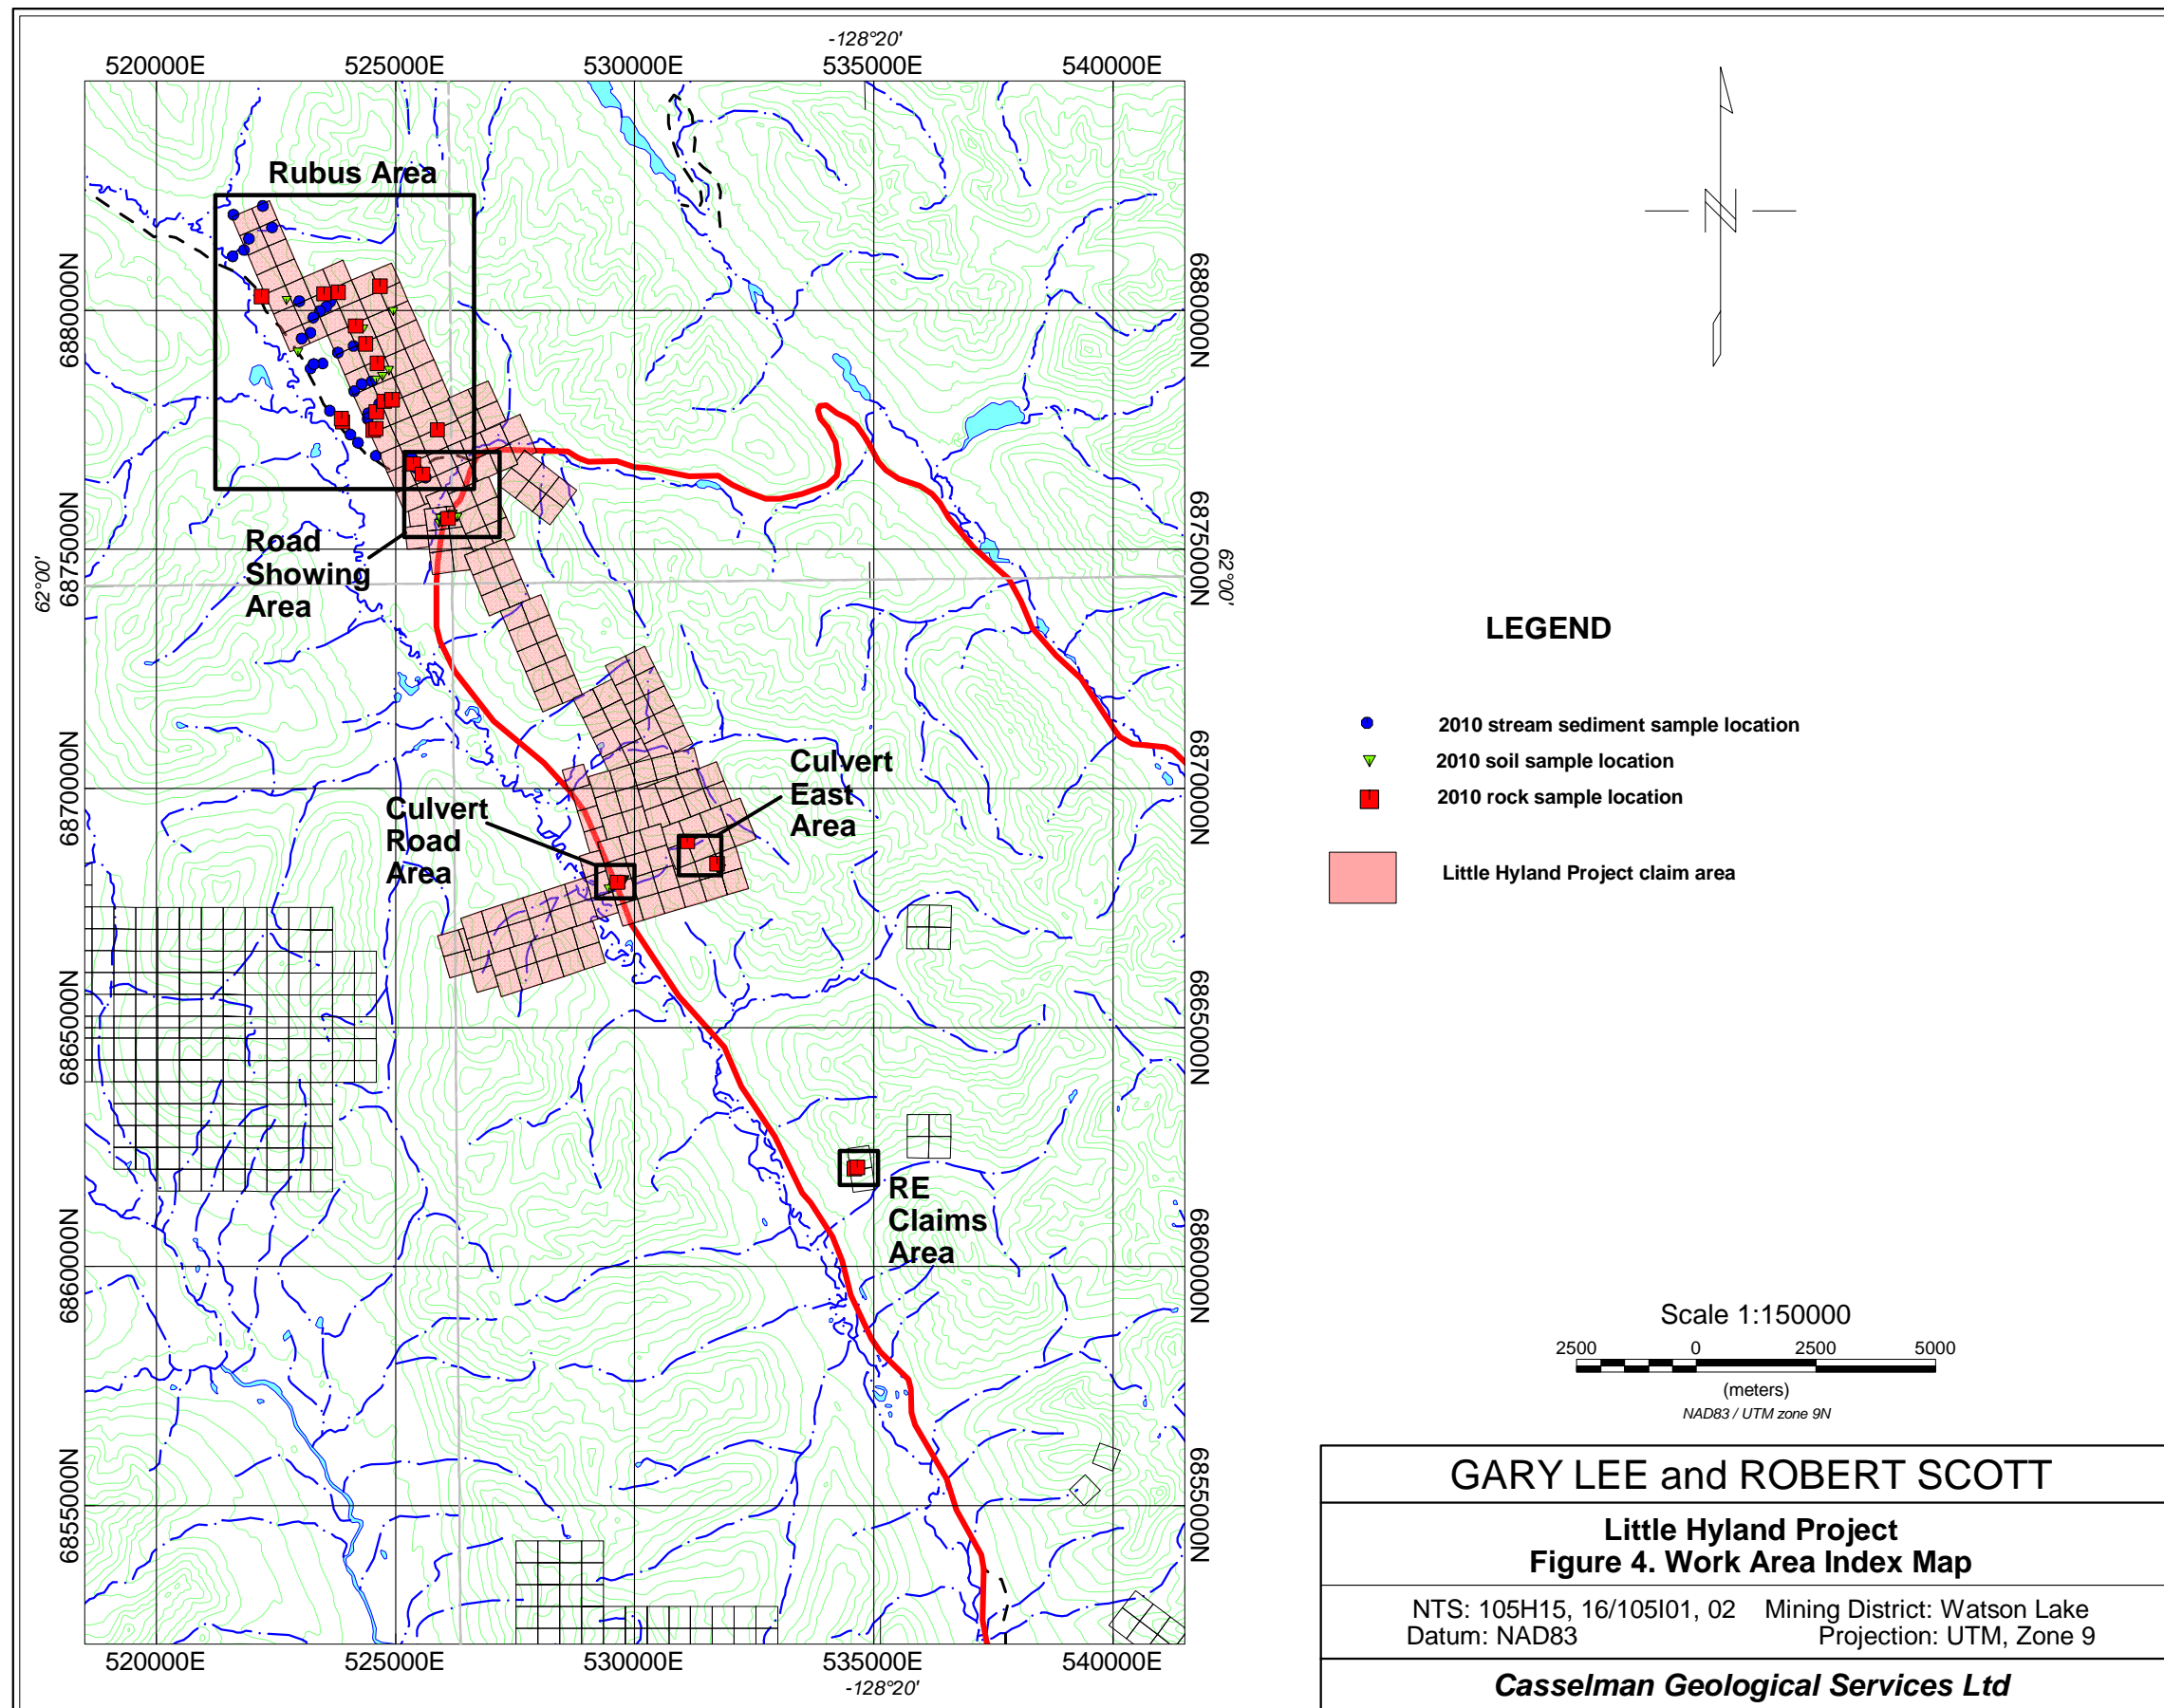 -128°20'
520000E 525000E 530000E 535000E 540000E
Rubus Area
6880000N
6880000N
Road
Showing
Area
6875000N
6875000N
62°00'
62°00'
Culvert
East
Area
Culvert
Road
Area
6870000N
6870000N
6865000N
6865000N
RE
Claims
Area
6860000N
6860000N
6855000N
6855000N
520000E 525000E 530000E 535000E 540000E
-128°20'
N
LEGEND
2010 stream sediment sample location
2010 soil sample location
2010 rock sample location
Little Hyland Project claim area
Scale 1:150000
2500 0 2500 5000
(meters)
NAD83 / UTM zone 9N
GARY LEE and ROBERT SCOTT
Little Hyland Project
Figure 4. Work Area Index Map
NTS: 105H15, 16/105I01, 02 Mining District: Watson Lake
Datum: NAD83 Projection: UTM, Zone 9
Casselman Geological Services Ltd